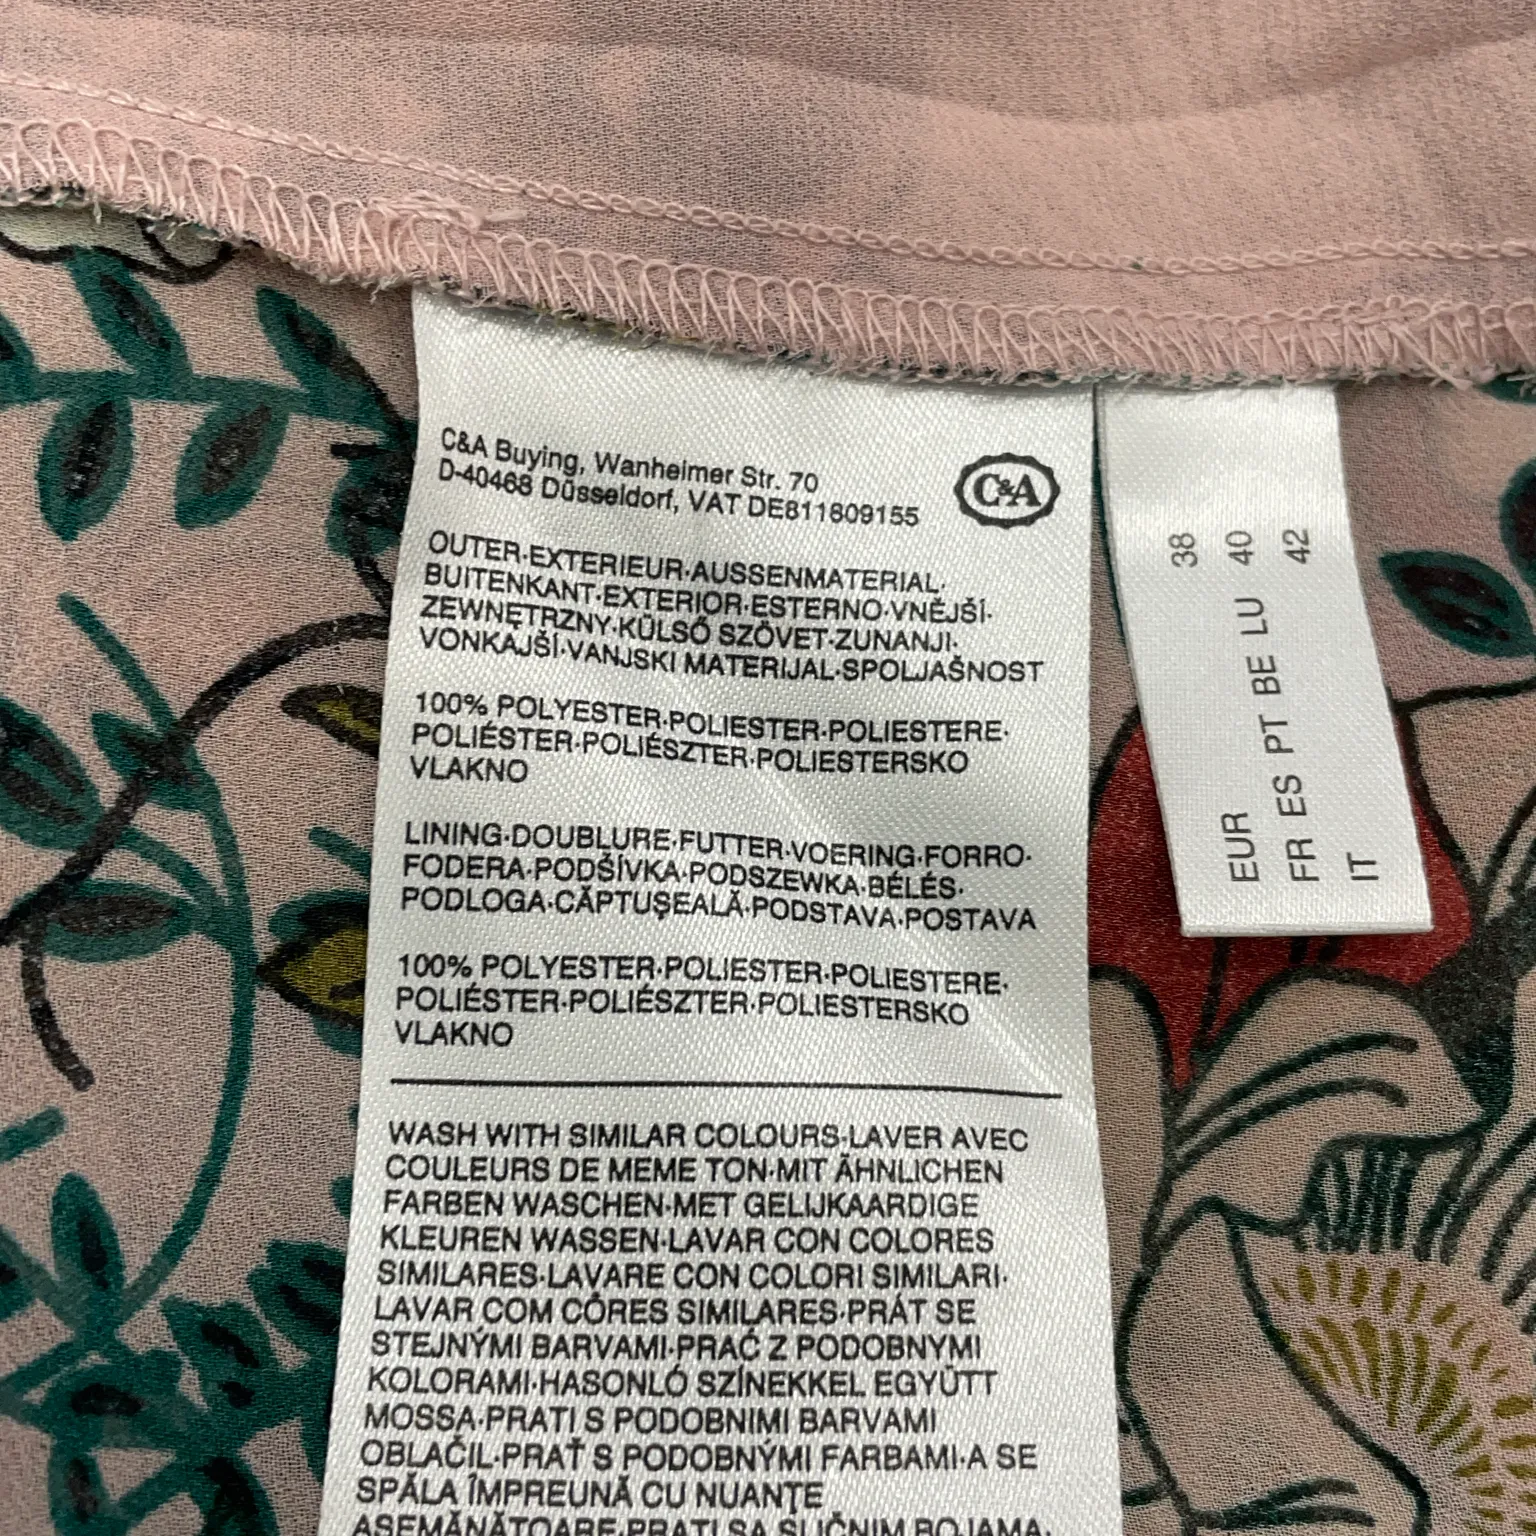 C&A Buying, Wanheimer Str. 70
D-40468 Düsseldorf, VAT DE811809155
C&A
OUTER·EXTERIEUR·AUSSENMATERIAL·
BUITENKANT·EXTERIOR·ESTERNO·VNĚJŠÍ·
ZEWNĘTRZNY·KÜLSŐ SZÖVET·ZUNANJI·
VONKAJŠÍ·VANJSKI MATERIJAL·SPOLJAŠNOST
100% POLYESTER·POLIESTER·POLIESTERE·
POLIÉSTER·POLIÉSZTER·POLIESTERSKO
VLAKNO
LINING·DOUBLURE·FUTTER·VOERING·FORRO·
FODERA·PODŠÍVKA·PODSZEWKA·BÉLÉS·
PODLOGA·CĂPTUŞEALĂ·PODSTAVA·POSTAVA
100% POLYESTER·POLIESTER·POLIESTERE·
POLIÉSTER·POLIÉSZTER·POLIESTERSKO
VLAKNO
WASH WITH SIMILAR COLOURS·LAVER AVEC
COULEURS DE MEME TON·MIT ÄHNLICHEN
FARBEN WASCHEN·MET GELIJKAARDIGE
KLEUREN WASSEN·LAVAR CON COLORES
SIMILARES·LAVARE CON COLORI SIMILARI·
LAVAR COM CÔRES SIMILARES·PRÁT SE
STEJNÝMI BARVAMI·PRAĆ Z PODOBNYMI
KOLORAMI·HASONLÓ SZÍNEKKEL EGYÜTT
MOSSA·PRATI S PODOBNIMI BARVAMI
OBLAČIL·PRAŤ S PODOBNÝMI FARBAMI·A SE
SPĂLA ÎMPREUNĂ CU NUANŢE
ASEMĂNĂTOARE·PRATI SA SLIČNIM BOJAMA·
EUR 38
FR ES PT BE LU 40
IT 42